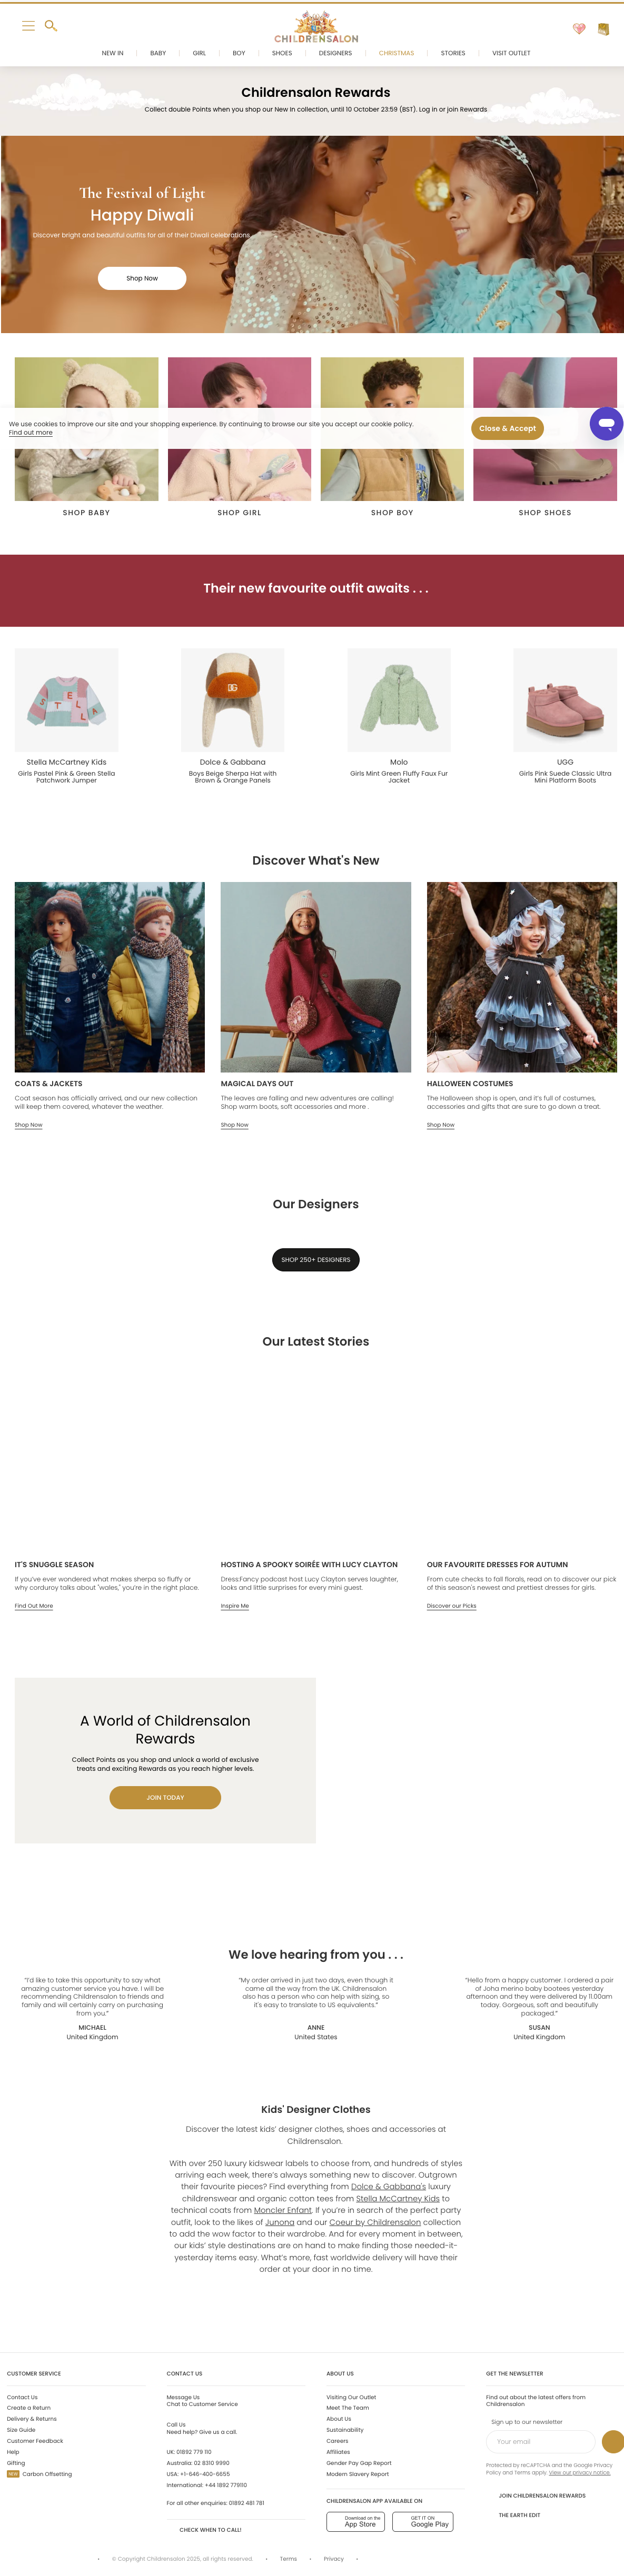 CHILDRENSALON
NEW IN
BABY
GIRL
BOY
SHOES
DESIGNERS
CHRISTMAS
STORIES
VISIT OUTLET
Childrensalon Rewards
Collect double Points when you shop our New In collection, until 10 October 23:59 (BST). Log In or join Rewards
The Festival of Light
Happy Diwali
Discover bright and beautiful outfits for all of their Diwali celebrations.
Shop Now
We use cookies to improve our site and your shopping experience. By continuing to browse our site you accept our cookie policy.
Find out more
Close & Accept
SHOP BABY
SHOP GIRL
SHOP BOY
SHOP SHOES
Their new favourite outfit awaits . . .
STELLA
DG
Stella McCartney Kids
Girls Pastel Pink & Green Stella
Patchwork Jumper
Dolce & Gabbana
Boys Beige Sherpa Hat with
Brown & Orange Panels
Molo
Girls Mint Green Fluffy Faux Fur
Jacket
UGG
Girls Pink Suede Classic Ultra
Mini Platform Boots
Discover What's New
COATS & JACKETS
Coat season has officially arrived, and our new collection
will keep them covered, whatever the weather.
Shop Now
MAGICAL DAYS OUT
The leaves are falling and new adventures are calling!
Shop warm boots, soft accessories and more .
Shop Now
HALLOWEEN COSTUMES
The Halloween shop is open, and it's full of costumes,
accessories and gifts that are sure to go down a treat.
Shop Now
Our Designers
SHOP 250+ DESIGNERS
Our Latest Stories
IT'S SNUGGLE SEASON
If you've ever wondered what makes sherpa so fluffy or
why corduroy talks about "wales," you're in the right place.
Find Out More
HOSTING A SPOOKY SOIRÉE WITH LUCY CLAYTON
Dress:Fancy podcast host Lucy Clayton serves laughter,
looks and little surprises for every mini guest.
Inspire Me
OUR FAVOURITE DRESSES FOR AUTUMN
From cute checks to fall florals, read on to discover our pick
of this season's newest and prettiest dresses for girls.
Discover our Picks
A World of Childrensalon
Rewards
Collect Points as you shop and unlock a world of exclusive
treats and exciting Rewards as you reach higher levels.
JOIN TODAY
We love hearing from you . . .
"I'd like to take this opportunity to say what
amazing customer service you have. I will be
recommending Childrensalon to friends and
family and will certainly carry on purchasing
from you."
MICHAEL
United Kingdom
"My order arrived in just two days, even though it
came all the way from the UK. Childrensalon
also has a person who can help with sizing, so
it's easy to translate to US equivalents."
ANNE
United States
"Hello from a happy customer. I ordered a pair
of Joha merino baby bootees yesterday
afternoon and they were delivered by 11.00am
today. Gorgeous, soft and beautifully
packaged."
SUSAN
United Kingdom
Kids' Designer Clothes
Discover the latest kids' designer clothes, shoes and accessories at
Childrensalon.
With over 250 luxury kidswear labels to choose from, and hundreds of styles
arriving each week, there's always something new to discover. Outgrown
their favourite pieces? Find everything from Dolce & Gabbana's luxury
childrenswear and organic cotton tees from Stella McCartney Kids to
technical coats from Moncler Enfant. If you're in search of the perfect party
outfit, look to the likes of Junona and our Coeur by Childrensalon collection
to add the wow factor to their wardrobe. And for every moment in between,
our kids' style destinations are on hand to make finding those needed-it-
yesterday items easy. What's more, fast worldwide delivery will have their
order at your door in no time.
CUSTOMER SERVICE
Contact Us
Create a Return
Delivery & Returns
Size Guide
Customer Feedback
Help
Gifting
NEW Carbon Offsetting
CONTACT US
Message Us
Chat to Customer Service
Call Us
Need help? Give us a call.
UK: 01892 779 110
Australia: 02 8310 9990
USA: +1-646-400-6655
International: +44 1892 779110
For all other enquiries: 01892 481 781
CHECK WHEN TO CALL!
ABOUT US
Visiting Our Outlet
Meet The Team
About Us
Sustainability
Careers
Affiliates
Gender Pay Gap Report
Modern Slavery Report
CHILDRENSALON APP AVAILABLE ON
Download on the
App Store
GET IT ON
Google Play
GET THE NEWSLETTER
Find out about the latest offers from
Childrensalon
Sign up to our newsletter
Your email
Protected by reCAPTCHA and the Google Privacy
Policy and Terms apply. View our privacy notice.
JOIN CHILDRENSALON REWARDS
THE EARTH EDIT
• © Copyright Childrensalon 2025, all rights reserved. • Terms • Privacy •